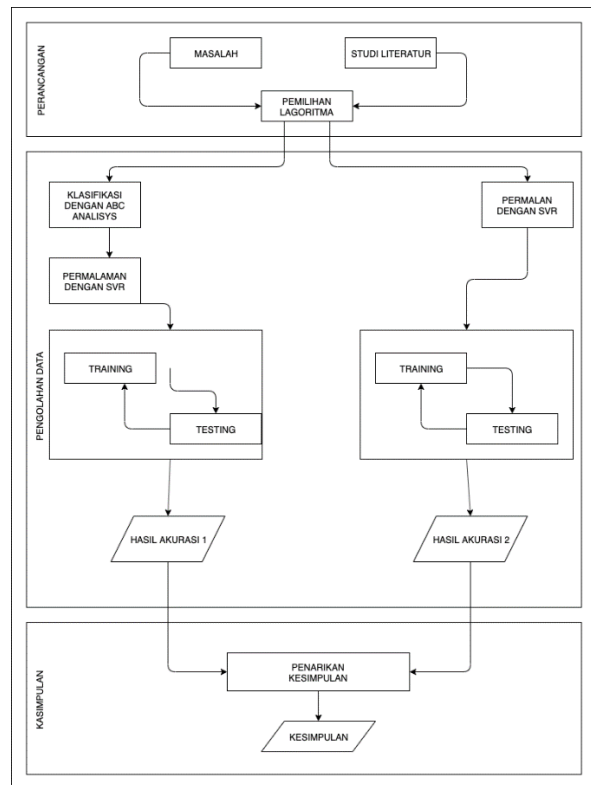 PERANCANGAN
MASALAH
STUDI LITERATUR
PEMILIHAN
LAGORITMA
PENGOLAHAN DATA
KLASIFIKASI
DENGAN ABC
ANALISYS
PERMALAN
DENGAN SVR
PERMALAMAN
DENGAN SVR
TRAINING
TESTING
TRAINING
TESTING
HASIL AKURASI 1
HASIL AKURASI 2
KASIMPULAN
PENARIKAN
KESIMPULAN
KESIMPULAN